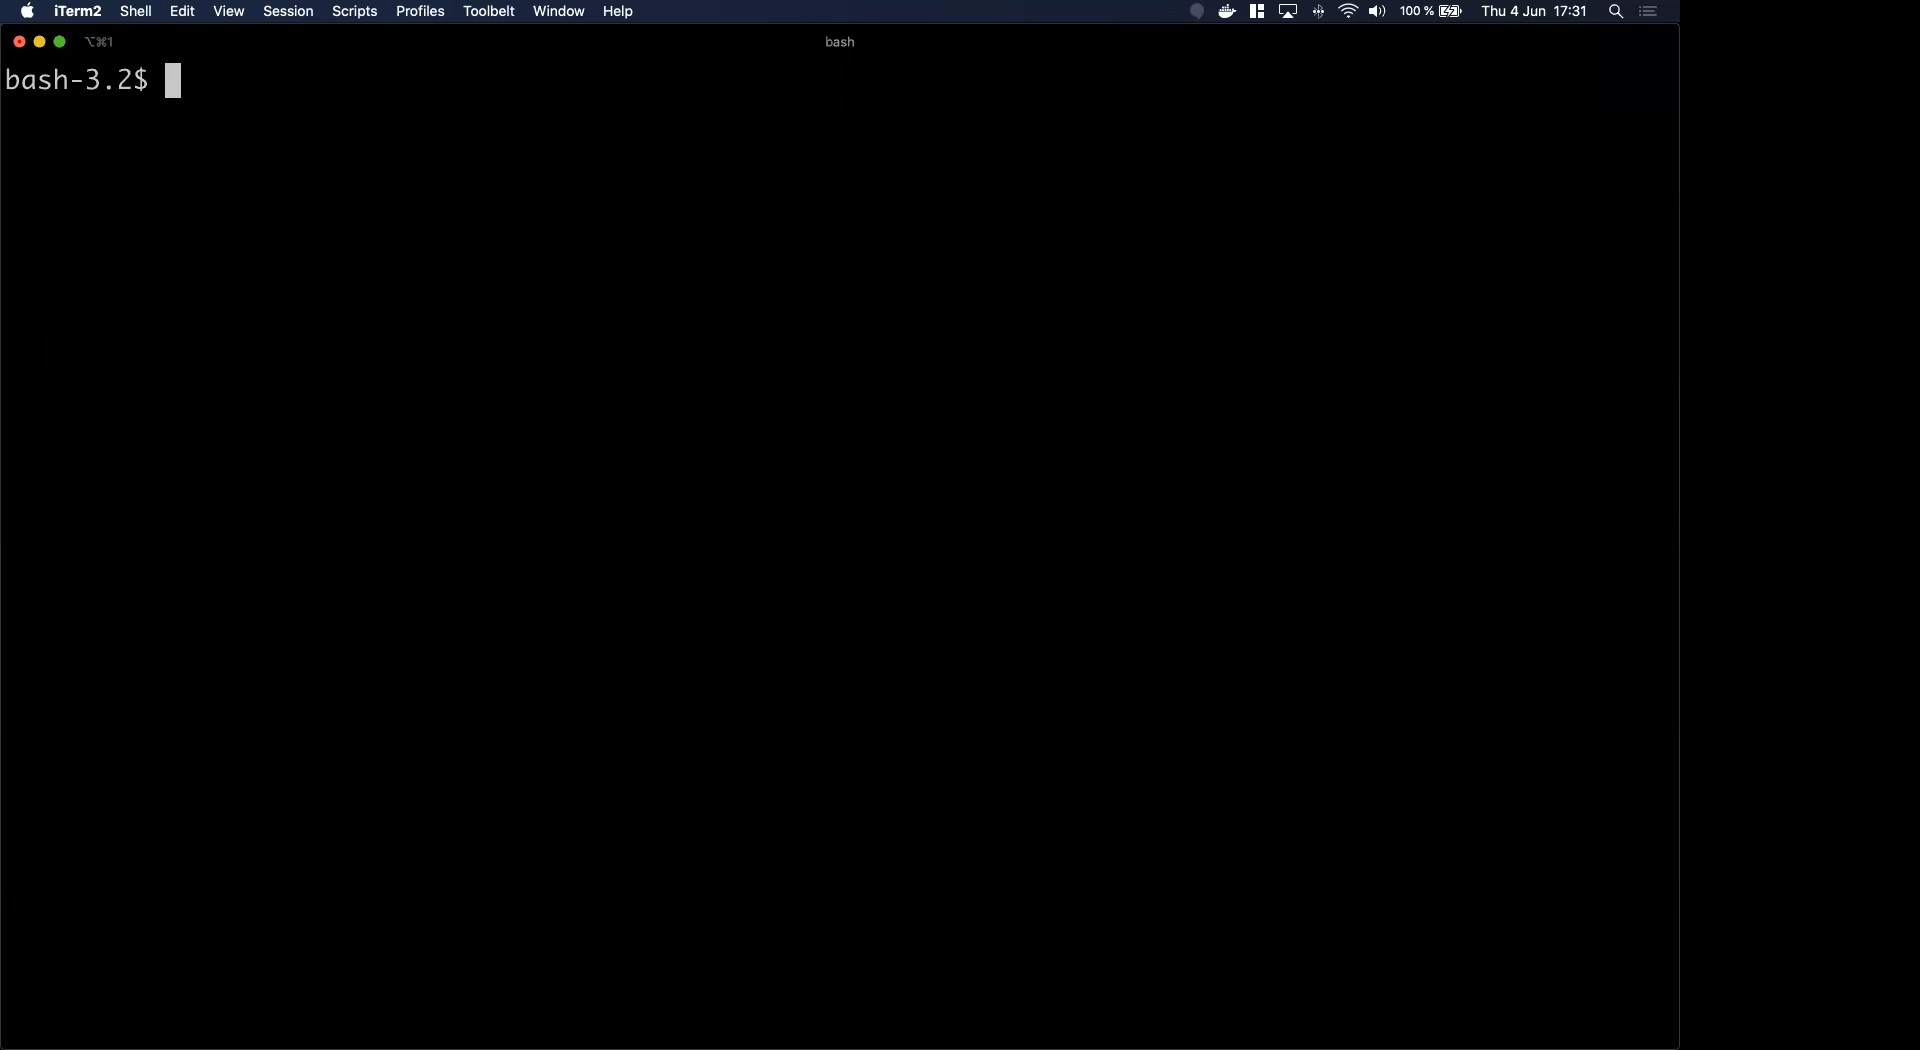 iTerm2 Shell Edit View Session Scripts Profiles Toolbelt Window Help 100 % Thu 4 Jun 17:31
⌥⌘1 bash
bash-3.2$